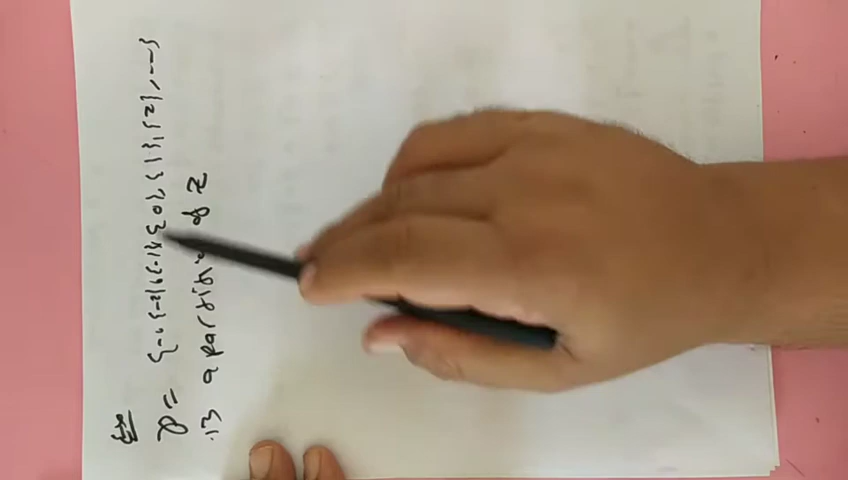 Ex
P = {--, {-2}, {-1}, {0}, {1}, {2}, ---}
is a partition of Z